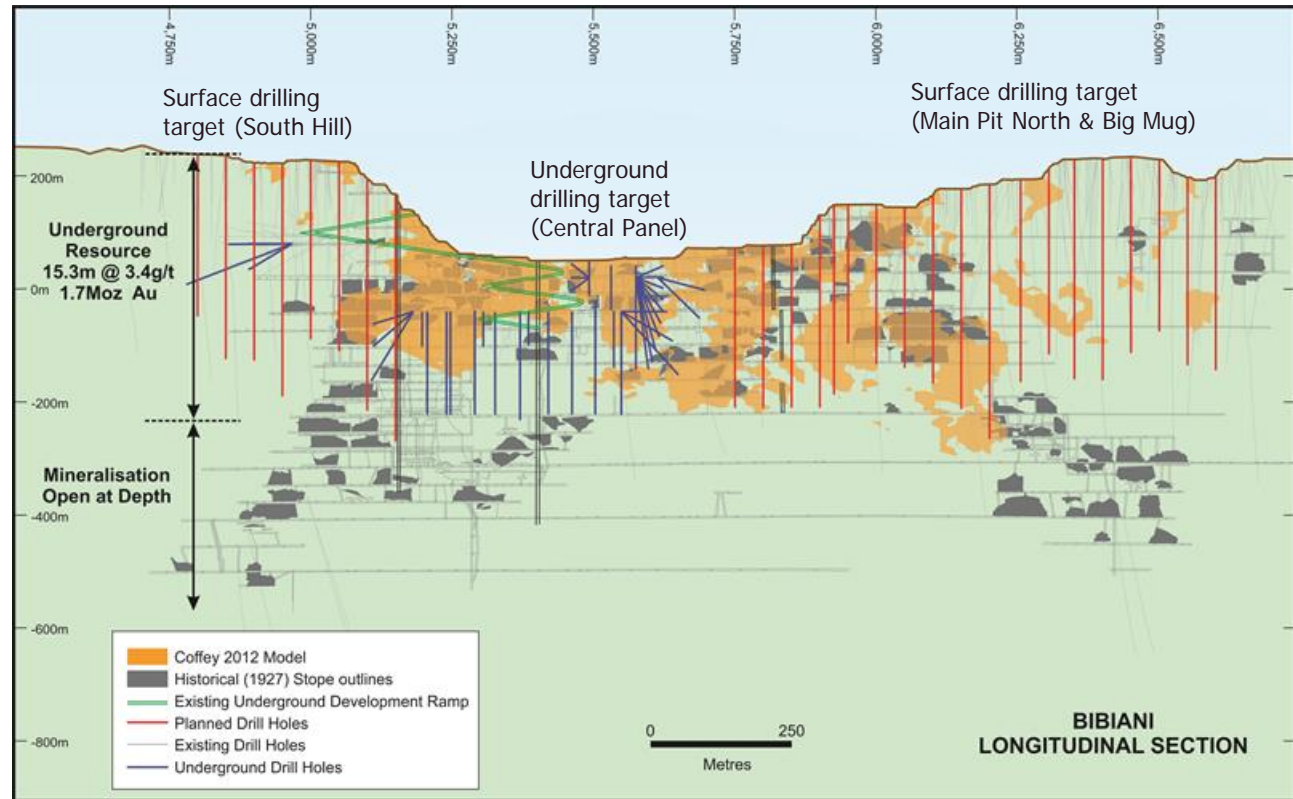 4,750m
5,000m
5,250m
5,500m
5,750m
6,000m
6,250m
6,500m
Surface drilling
target (South Hill)
Surface drilling target
(Main Pit North & Big Mug)
Underground
drilling target
(Central Panel)
200m
0m
-200m
-400m
-600m
-800m
Underground
Resource
15.3m @ 3.4g/t
1.7Moz Au
Mineralisation
Open at Depth
Coffey 2012 Model
Historical (1927) Stope outlines
Existing Underground Development Ramp
Planned Drill Holes
Existing Drill Holes
Underground Drill Holes
0 250
Metres
BIBIANI
LONGITUDINAL SECTION